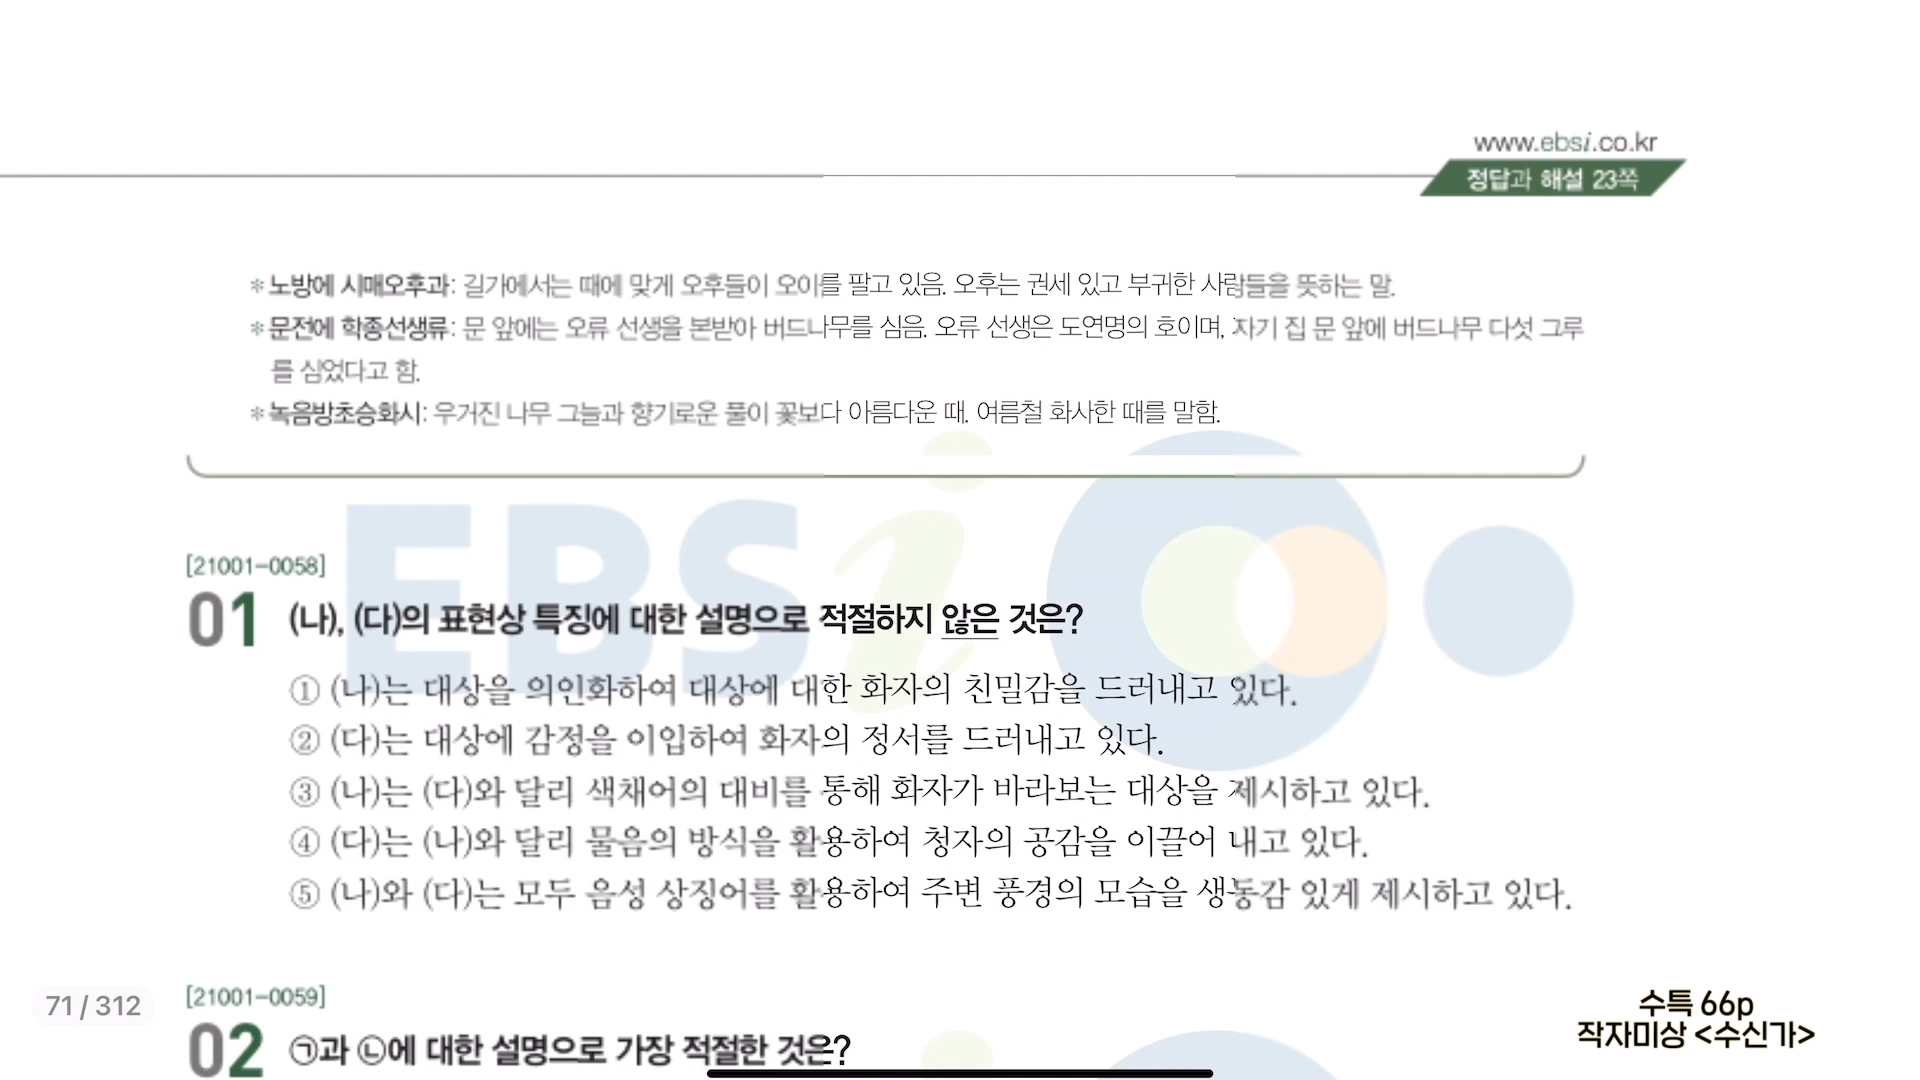 www.ebsi.co.kr
정답과 해설 23쪽
* 노방에 시매오후과: 길가에서는 때에 맞게 오후들이 오이를 팔고 있음. 오후는 권세 있고 부귀한 사람들을 뜻하는 말.
* 문전에 학종선생류: 문 앞에는 오류 선생을 본받아 버드나무를 심음. 오류 선생은 도연명의 호이며, 자기 집 문 앞에 버드나무 다섯 그루
를 심었다고 함.
* 녹음방초승화시: 우거진 나무 그늘과 향기로운 풀이 꽃보다 아름다운 때. 여름철 화사한 때를 말함.
EBSi
[21001-0058]
01 (나), (다)의 표현상 특징에 대한 설명으로 적절하지 않은 것은?
① (나)는 대상을 의인화하여 대상에 대한 화자의 친밀감을 드러내고 있다.
② (다)는 대상에 감정을 이입하여 화자의 정서를 드러내고 있다.
③ (나)는 (다)와 달리 색채어의 대비를 통해 화자가 바라보는 대상을 제시하고 있다.
④ (다)는 (나)와 달리 물음의 방식을 활용하여 청자의 공감을 이끌어 내고 있다.
⑤ (나)와 (다)는 모두 음성 상징어를 활용하여 주변 풍경의 모습을 생동감 있게 제시하고 있다.
71 / 312
[21001-0059]
02 ㉠과 ㉡에 대한 설명으로 가장 적절한 것은?
수특 66p
작자미상 <수신가>